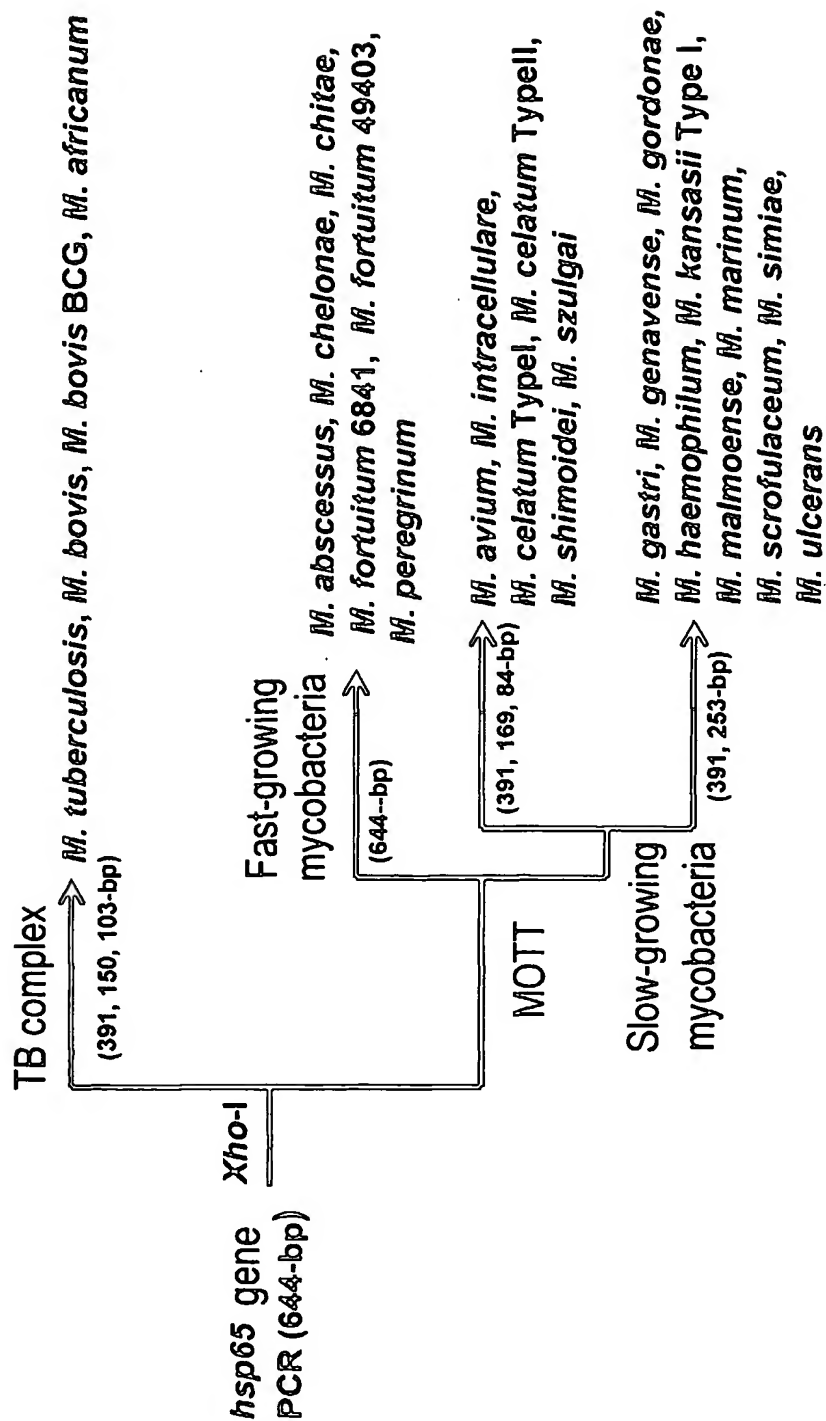 hsp65 gene
PCR (644-bp)
Xho-I
TB complex
(391, 150, 103-bp)
M. tuberculosis, M. bovis, M. bovis BCG, M. africanum
MOTT
Fast-growing
mycobacteria
(644--bp)
M. abscessus, M. chelonae, M. chitae,
M. fortuitum 6841, M. fortuitum 49403,
M. peregrinum
Slow-growing
mycobacteria
(391, 169, 84-bp)
M. avium, M. intracellulare,
M. celatum TypeI, M. celatum TypeII,
M. shimoidei, M. szulgai
(391, 253-bp)
M. gastri, M. genavense, M. gordonae,
M. haemophilum, M. kansasii Type I,
M. malmoense, M. marinum,
M. scrofulaceum, M. simiae,
M. ulcerans